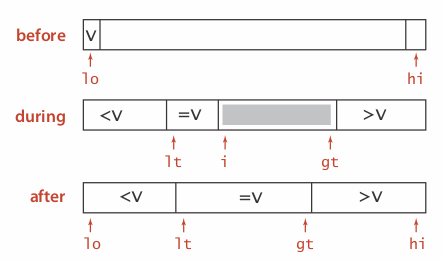 before V
lo hi
during <V =V >V
lt i gt
after <V =V >V
lo lt gt hi